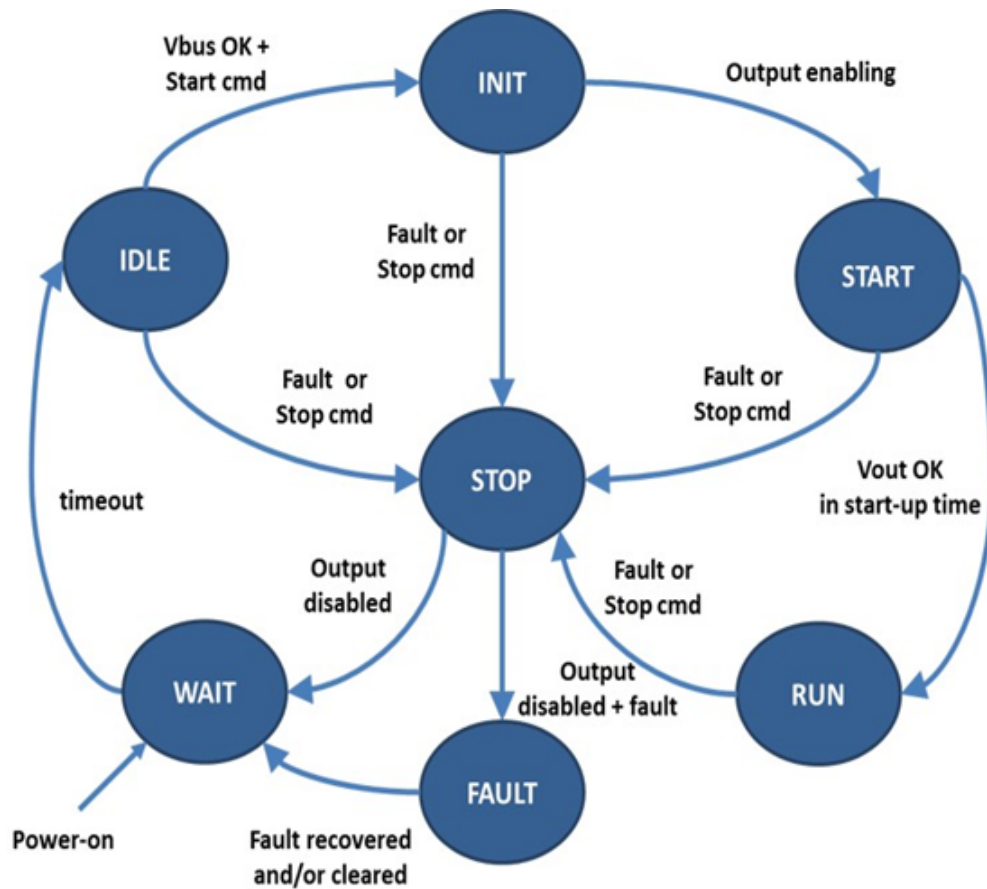 Vbus OK +
Start cmd
INIT
Output enabling
IDLE
Fault or
Stop cmd
START
Fault or
Stop cmd
Fault or
Stop cmd
STOP
Vout OK
in start-up time
timeout
Output
disabled
Fault or
Stop cmd
WAIT
Output
disabled + fault
RUN
FAULT
Power-on
Fault recovered
and/or cleared